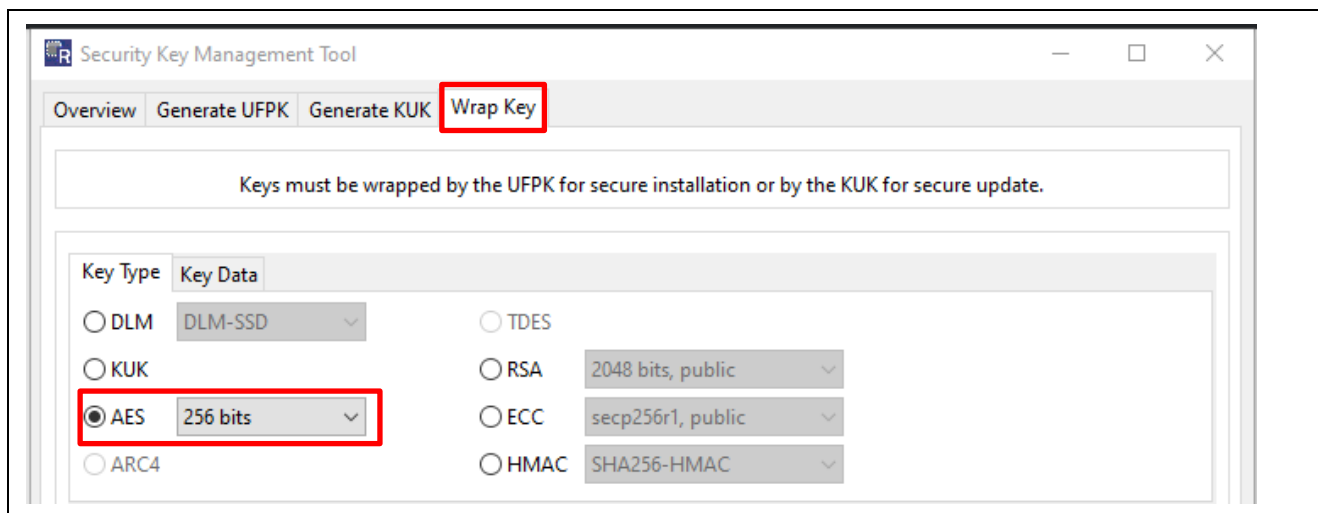 R Security Key Management Tool
Overview Generate UFPK Generate KUK Wrap Key
Keys must be wrapped by the UFPK for secure installation or by the KUK for secure update.
Key Type Key Data
DLM DLM-SSD TDES
KUK RSA 2048 bits, public
AES 256 bits ECC secp256r1, public
ARC4 HMAC SHA256-HMAC